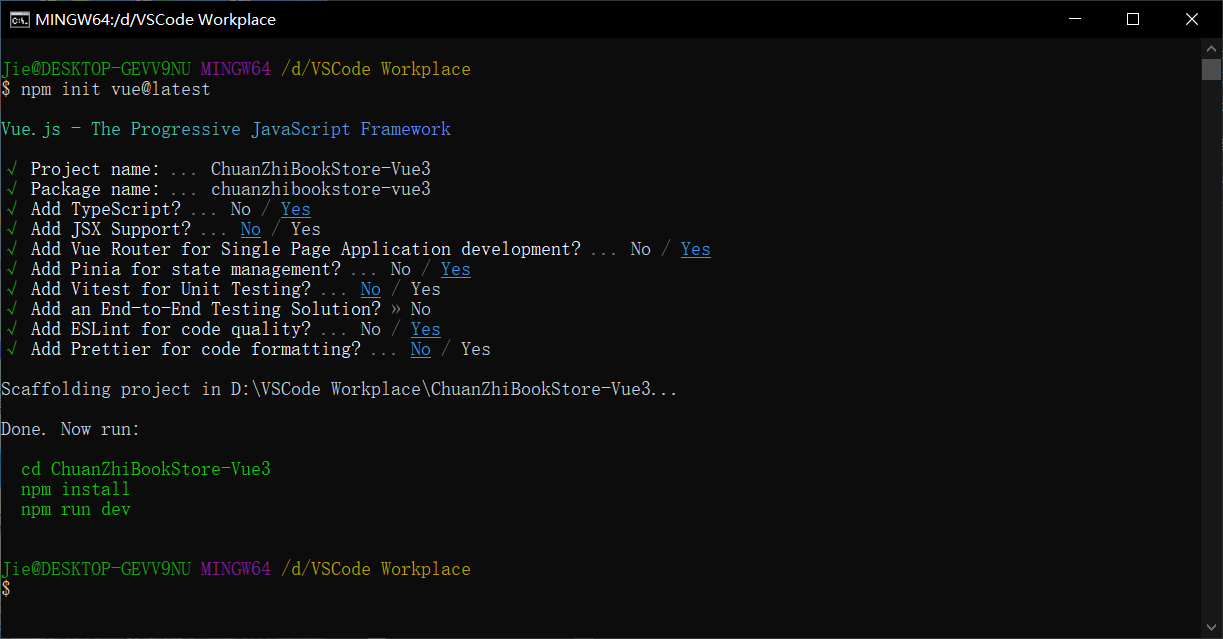 MINGW64:/d/VSCode Workplace
Jie@DESKTOP-GEVV9NU MINGW64 /d/VSCode Workplace
$ npm init vue@latest
Vue.js - The Progressive JavaScript Framework
√ Project name: ... ChuanZhiBookStore-Vue3
√ Package name: ... chuanzhibookstore-vue3
√ Add TypeScript? ... No / Yes
√ Add JSX Support? ... No / Yes
√ Add Vue Router for Single Page Application development? ... No / Yes
√ Add Pinia for state management? ... No / Yes
√ Add Vitest for Unit Testing? ... No / Yes
√ Add an End-to-End Testing Solution? » No
√ Add ESLint for code quality? ... No / Yes
√ Add Prettier for code formatting? ... No / Yes
Scaffolding project in D:\VSCode Workplace\ChuanZhiBookStore-Vue3...
Done. Now run:
cd ChuanZhiBookStore-Vue3
npm install
npm run dev
Jie@DESKTOP-GEVV9NU MINGW64 /d/VSCode Workplace
$